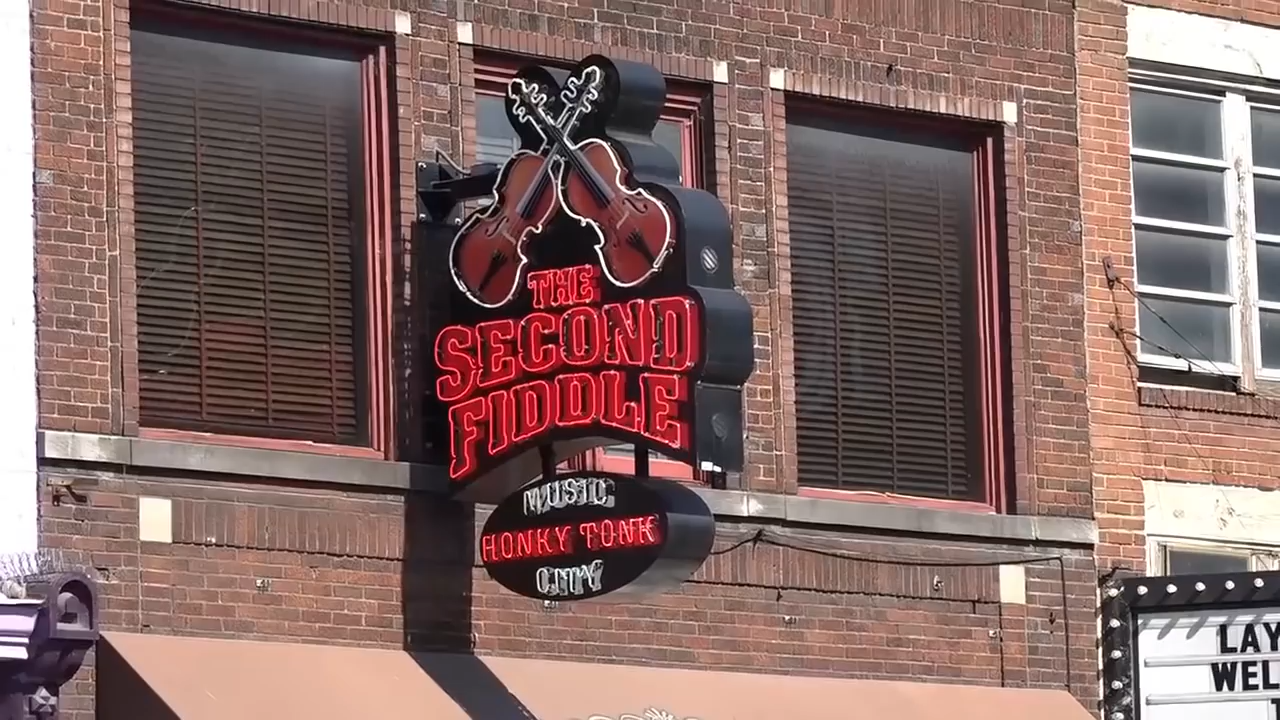 THE
SECOND
FIDDLE
MUSIC
HONKY TONK
CITY
LAY
WEL